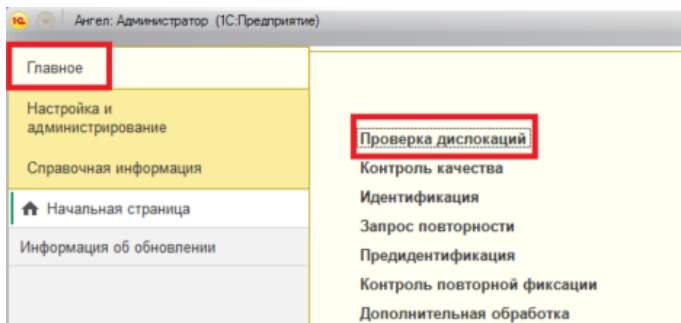 1С Ангел: Администратор (1С:Предприятие)
Главное
Настройка и
администрирование
Справочная информация
Начальная страница
Информация об обновлении
Проверка дислокаций
Контроль качества
Идентификация
Запрос повторности
Предидентификация
Контроль повторной фиксации
Дополнительная обработка